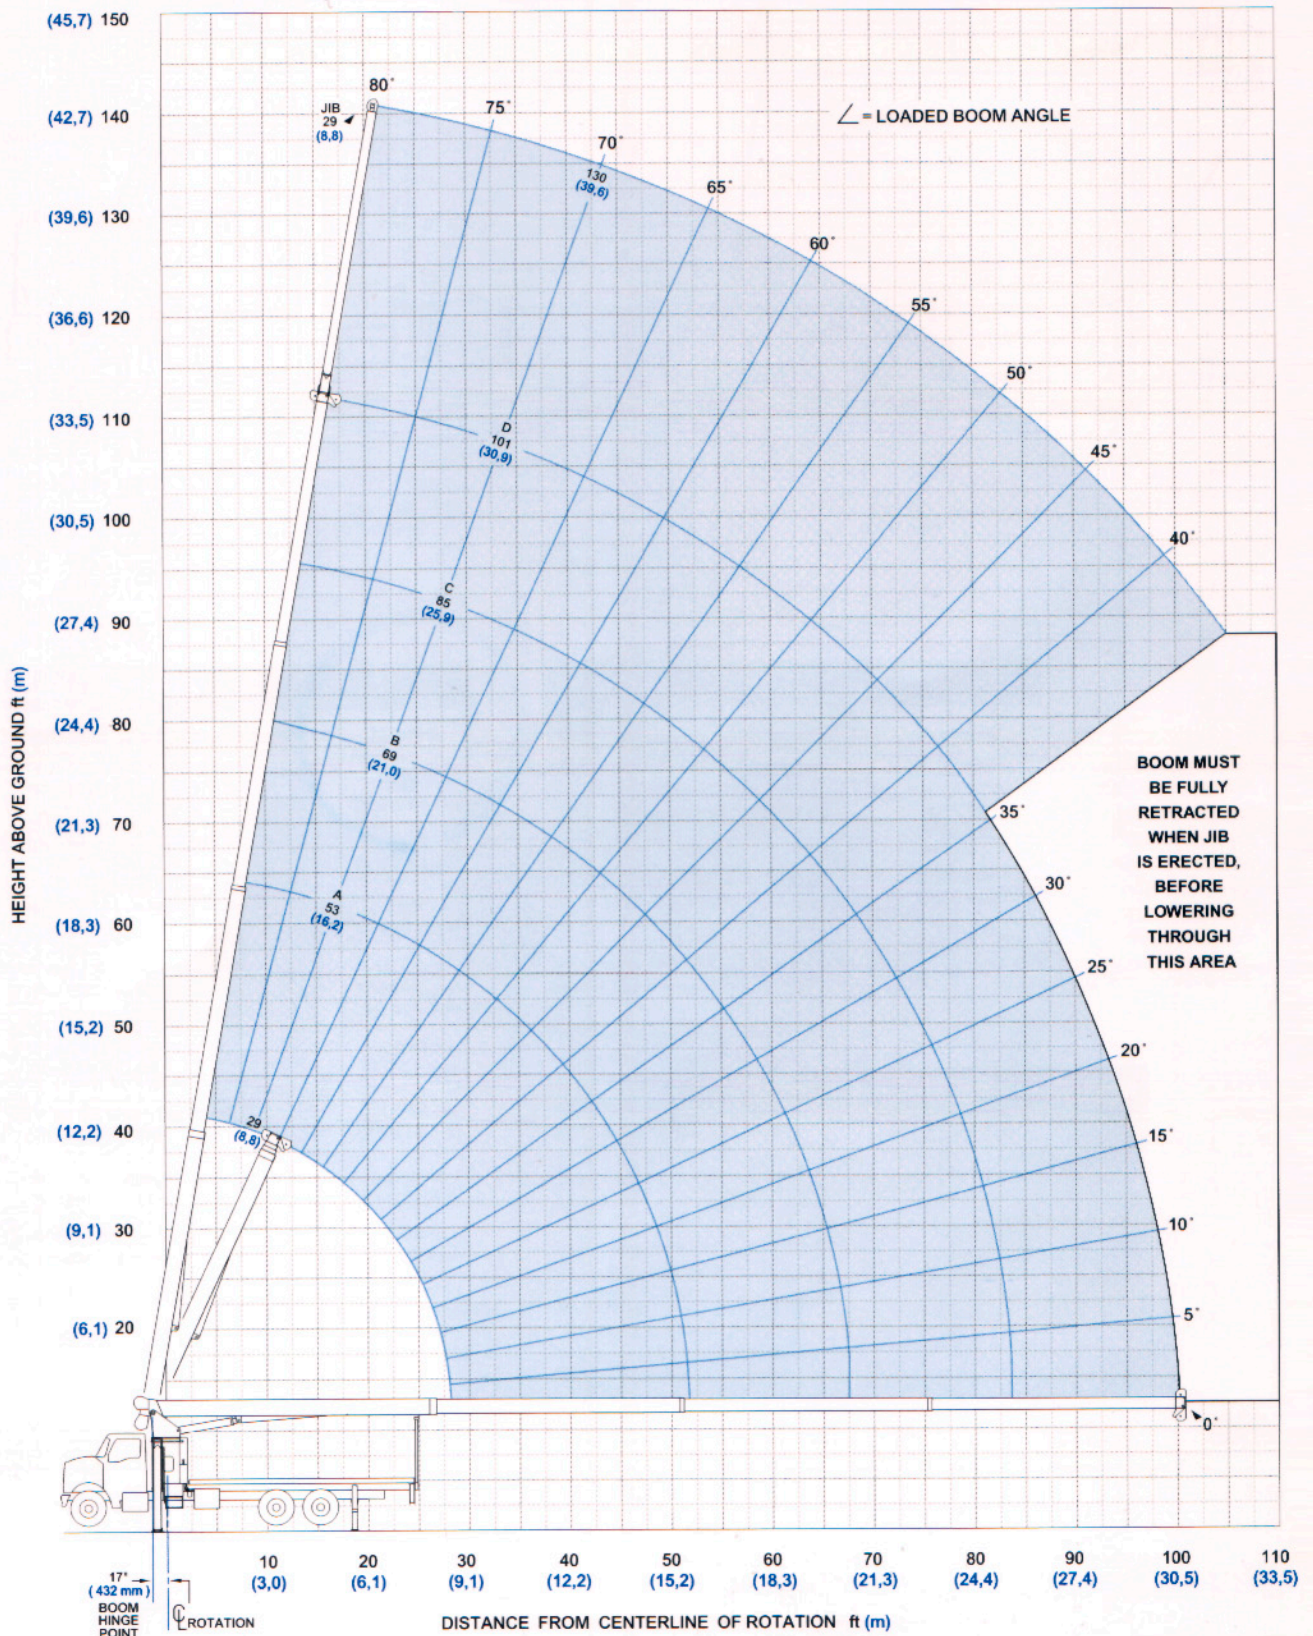 (45,7) 150
80°
JIB
29
(8,8)
75°
(42,7) 140
∠ = LOADED BOOM ANGLE
70°
130
(39,6)
65°
(39,6) 130
60°
(36,6) 120
55°
50°
(33,5) 110
D
101
(30,9)
45°
(30,5) 100
40°
C
85
(25,9)
(27,4) 90
HEIGHT ABOVE GROUND ft (m)
(24,4) 80
B
69
(21,0)
BOOM MUST
BE FULLY
RETRACTED
WHEN JIB
IS ERECTED,
BEFORE
LOWERING
THROUGH
THIS AREA
(21,3) 70
35°
30°
A
53
(16,2)
(18,3) 60
25°
(15,2) 50
20°
(12,2) 40
29
(8,8)
15°
(9,1) 30
10°
(6,1) 20
5°
0°
10 20 30 40 50 60 70 80 90 100 110
(3,0) (6,1) (9,1) (12,2) (15,2) (18,3) (21,3) (24,4) (27,4) (30,5) (33,5)
17"
(432 mm)
BOOM
HINGE
POINT
℄ ROTATION
DISTANCE FROM CENTERLINE OF ROTATION ft (m)